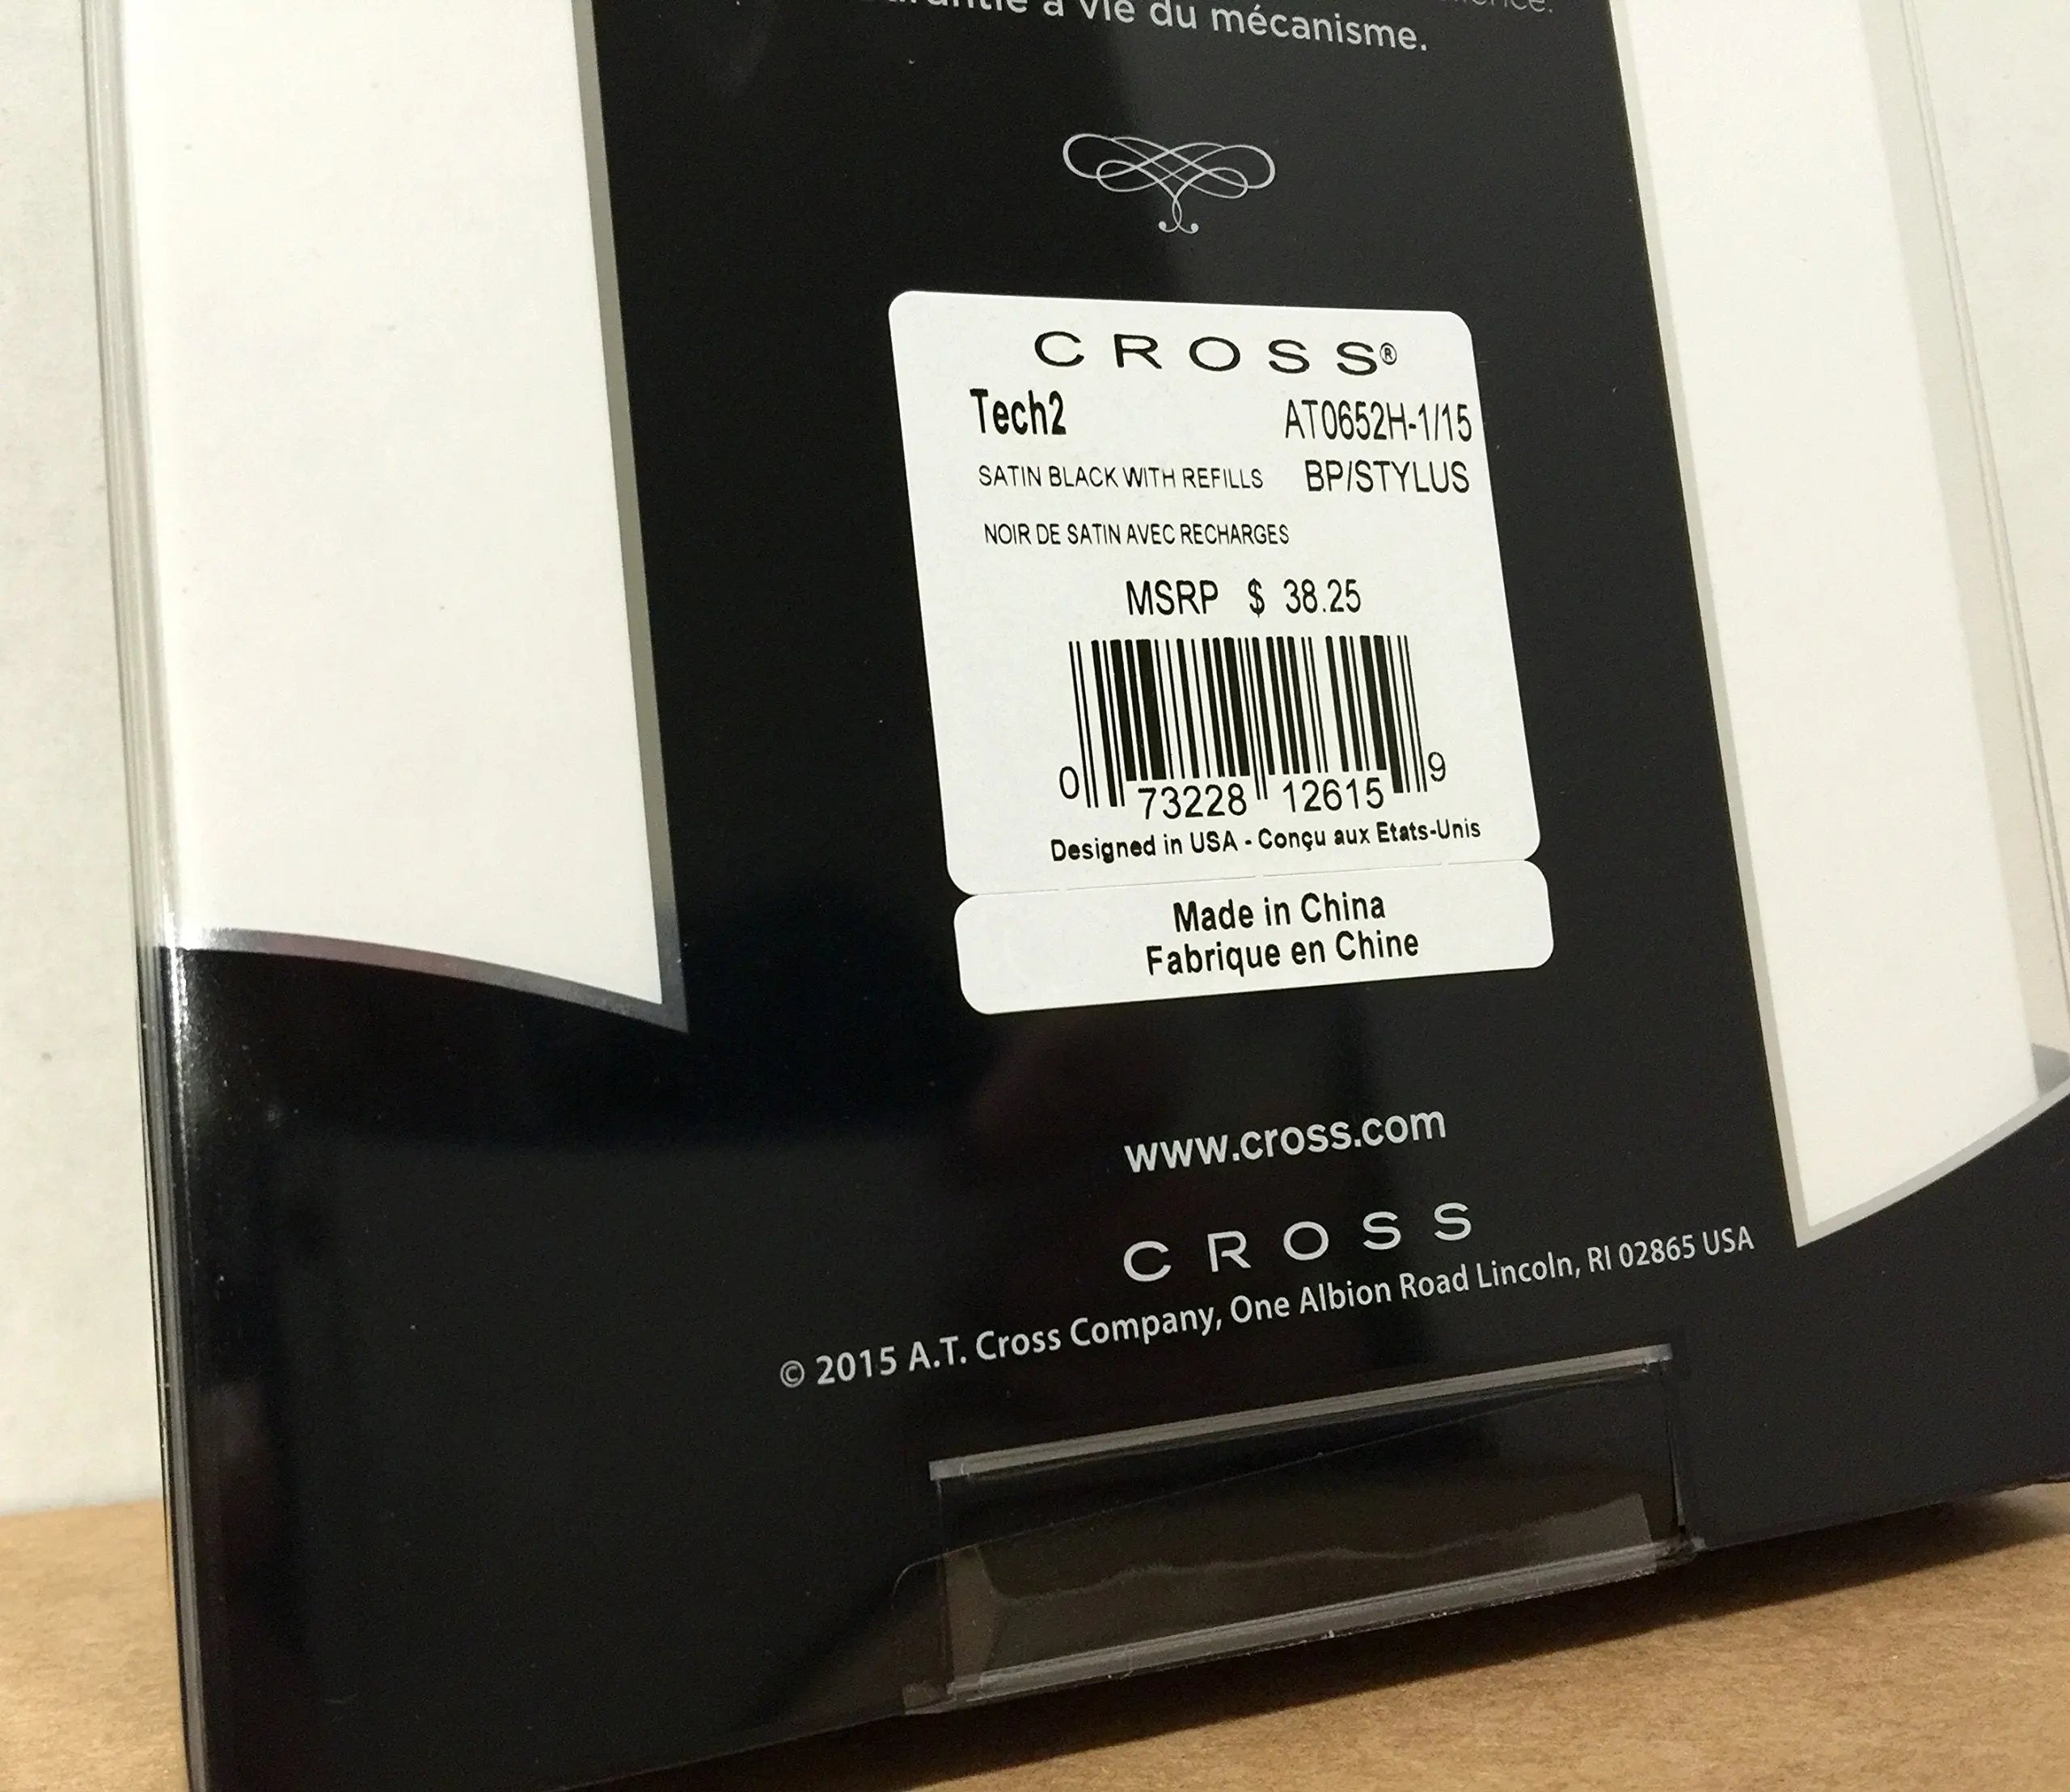 à vie du mécanisme.
CROSS®
Tech2 AT0652H-1/15
SATIN BLACK WITH REFILLS BP/STYLUS
NOIR DE SATIN AVEC RECHARGES
MSRP $ 38.25
0 73228 12615 9
Designed in USA - Conçu aux Etats-Unis
Made in China
Fabrique en Chine
www.cross.com
CROSS
© 2015 A.T. Cross Company, One Albion Road Lincoln, RI 02865 USA